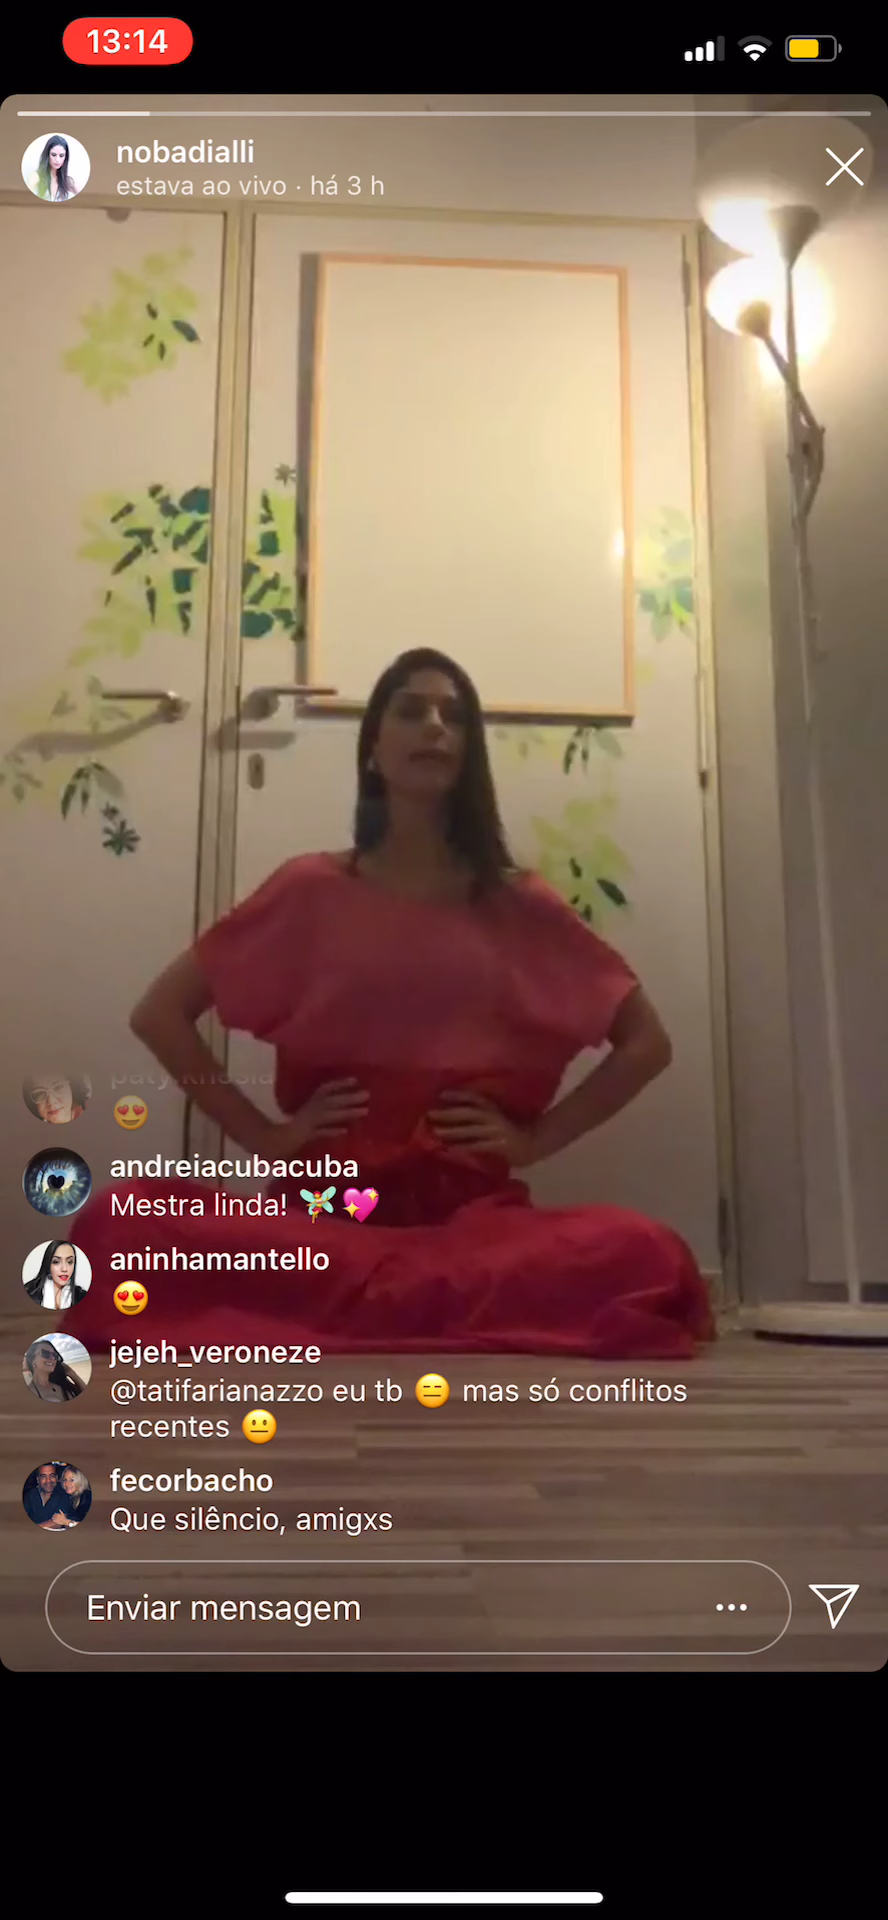 13:14
nobadialli
estava ao vivo · há 3 h
😍
andreiacubacuba
Mestra linda! 🧚💖
aninhamantello
😍
jejeh_veroneze
@tatifarianazzo eu tb 😑 mas só conflitos
recentes 😐
fecorbacho
Que silêncio, amigxs
Enviar mensagem